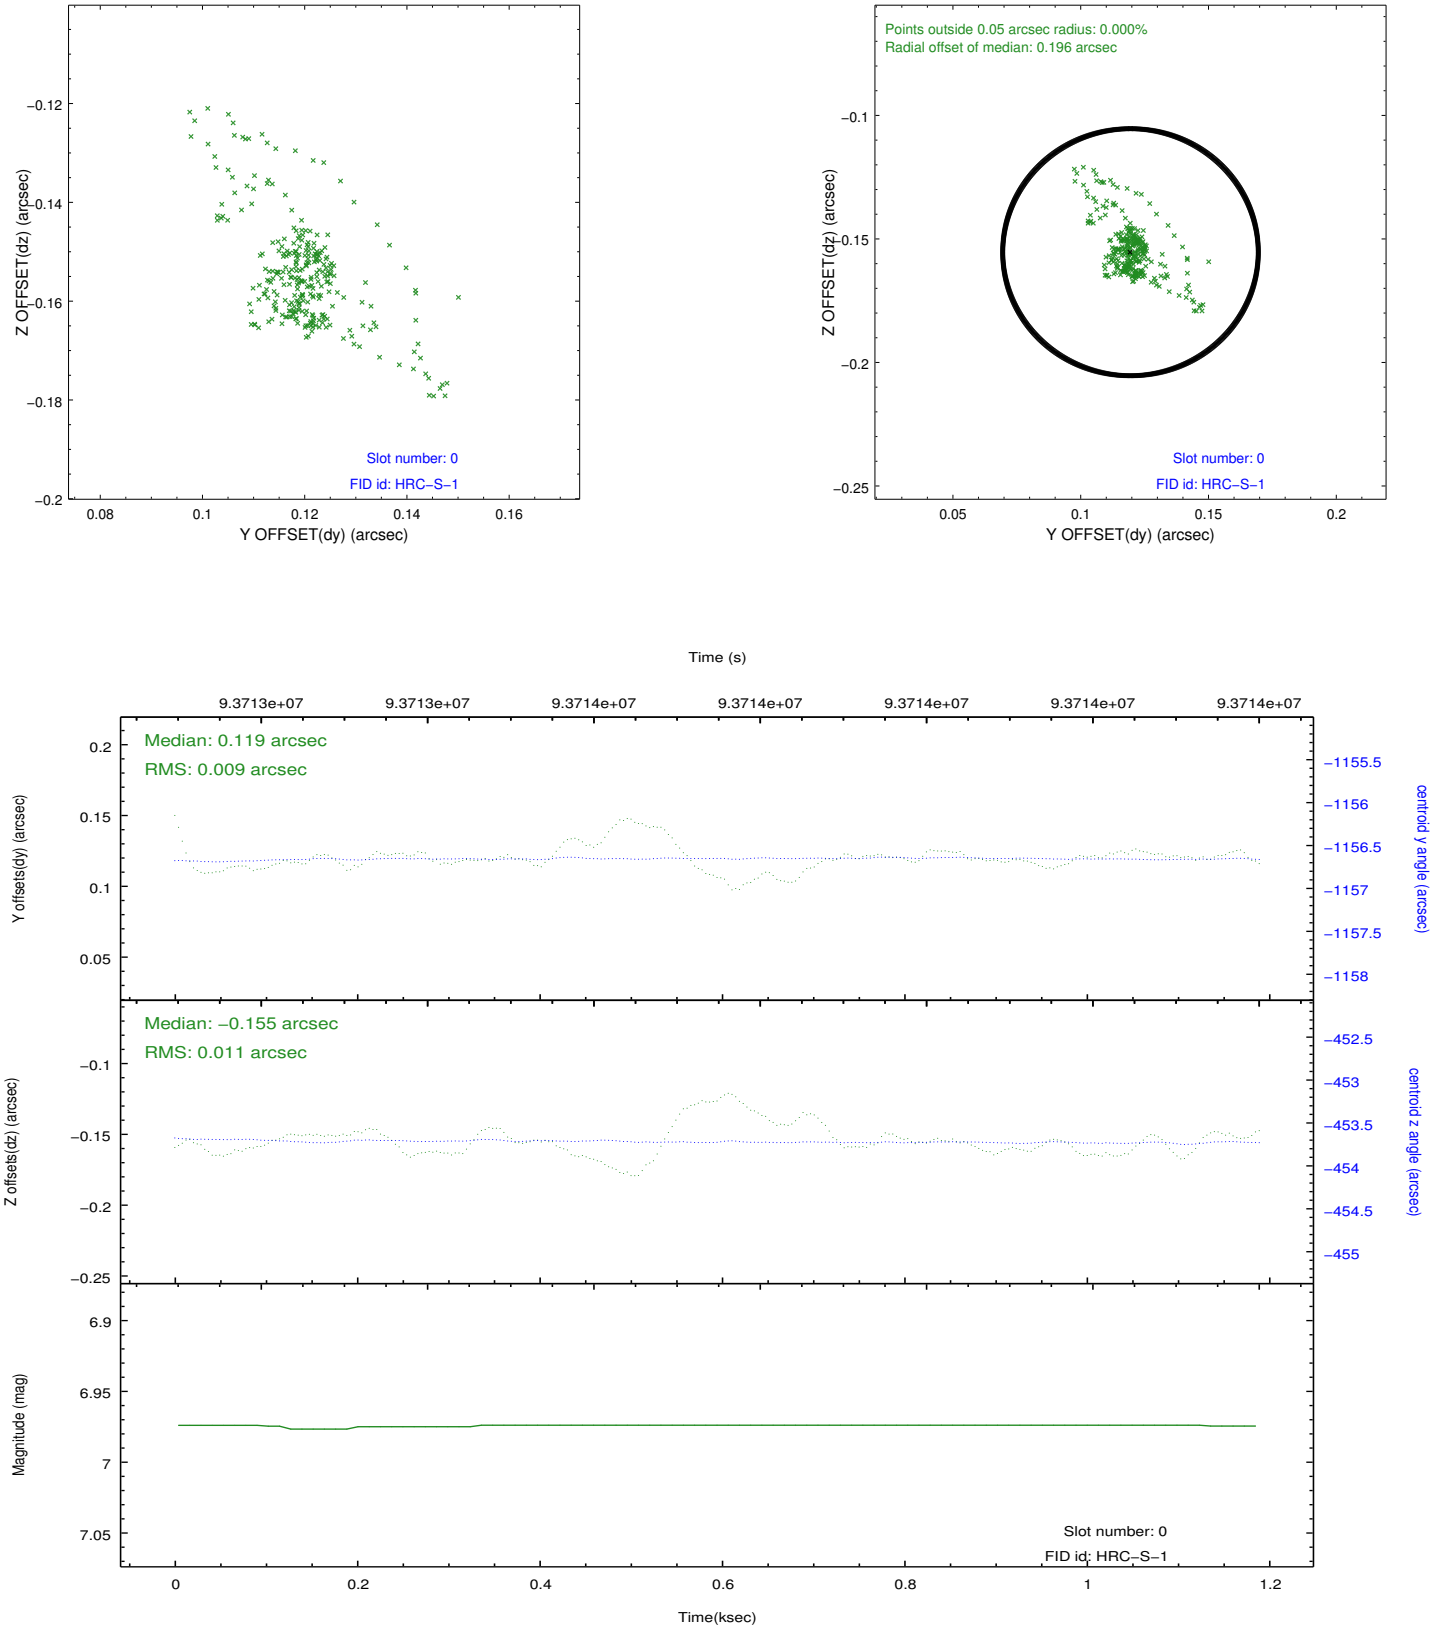 −0.12
−0.14
−0.16
−0.18
−0.2
Z OFFSET(dz) (arcsec)
Slot number: 0
FID id: HRC−S−1
0.08
0.1
0.12
0.14
0.16
Y OFFSET(dy) (arcsec)
Points outside 0.05 arcsec radius: 0.000%
Radial offset of median: 0.196 arcsec
−0.1
−0.15
−0.2
−0.25
Z OFFSET(dz) (arcsec)
Slot number: 0
FID id: HRC−S−1
0.05
0.1
0.15
0.2
Y OFFSET(dy) (arcsec)
Time (s)
9.3713e+07
9.3713e+07
9.3714e+07
9.3714e+07
9.3714e+07
9.3714e+07
9.3714e+07
Median: 0.119 arcsec
RMS: 0.009 arcsec
0.2
0.15
0.1
0.05
Y offsets(dy) (arcsec)
−1155.5
−1156
−1156.5
−1157
−1157.5
−1158
centroid y angle (arcsec)
Median: −0.155 arcsec
RMS: 0.011 arcsec
−0.1
−0.15
−0.2
−0.25
Z offsets(dz) (arcsec)
−452.5
−453
−453.5
−454
−454.5
−455
centroid z angle (arcsec)
6.9
6.95
7
7.05
Magnitude (mag)
Slot number: 0
FID id: HRC−S−1
0
0.2
0.4
0.6
0.8
1
1.2
Time(ksec)